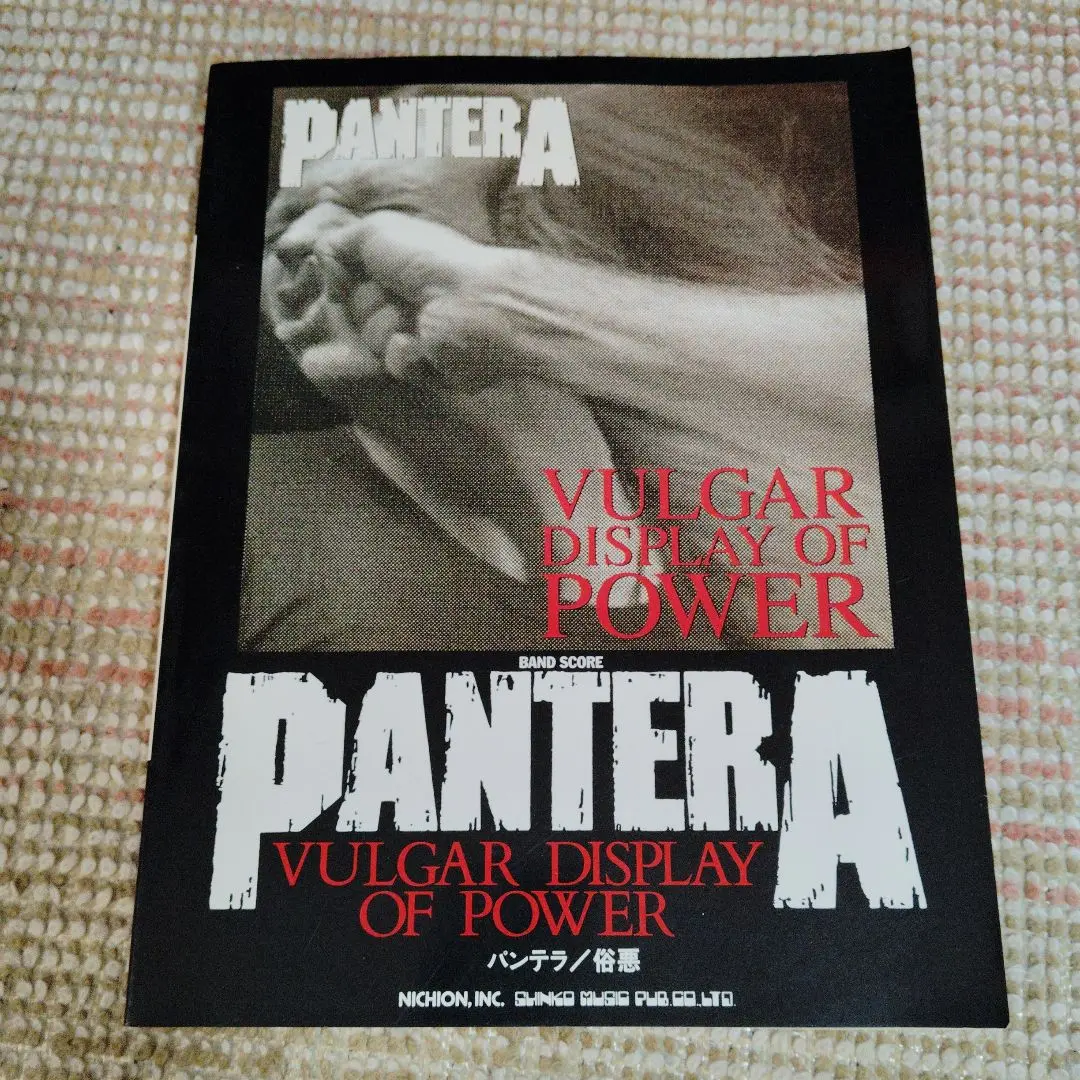 PANTERA
VULGAR
DISPLAY OF
POWER
BAND SCORE
PANTERA
VULGAR DISPLAY
OF POWER
パンテラ／俗悪
NICHION, INC. SHINKO MUSIC PUB. CO., LTD.